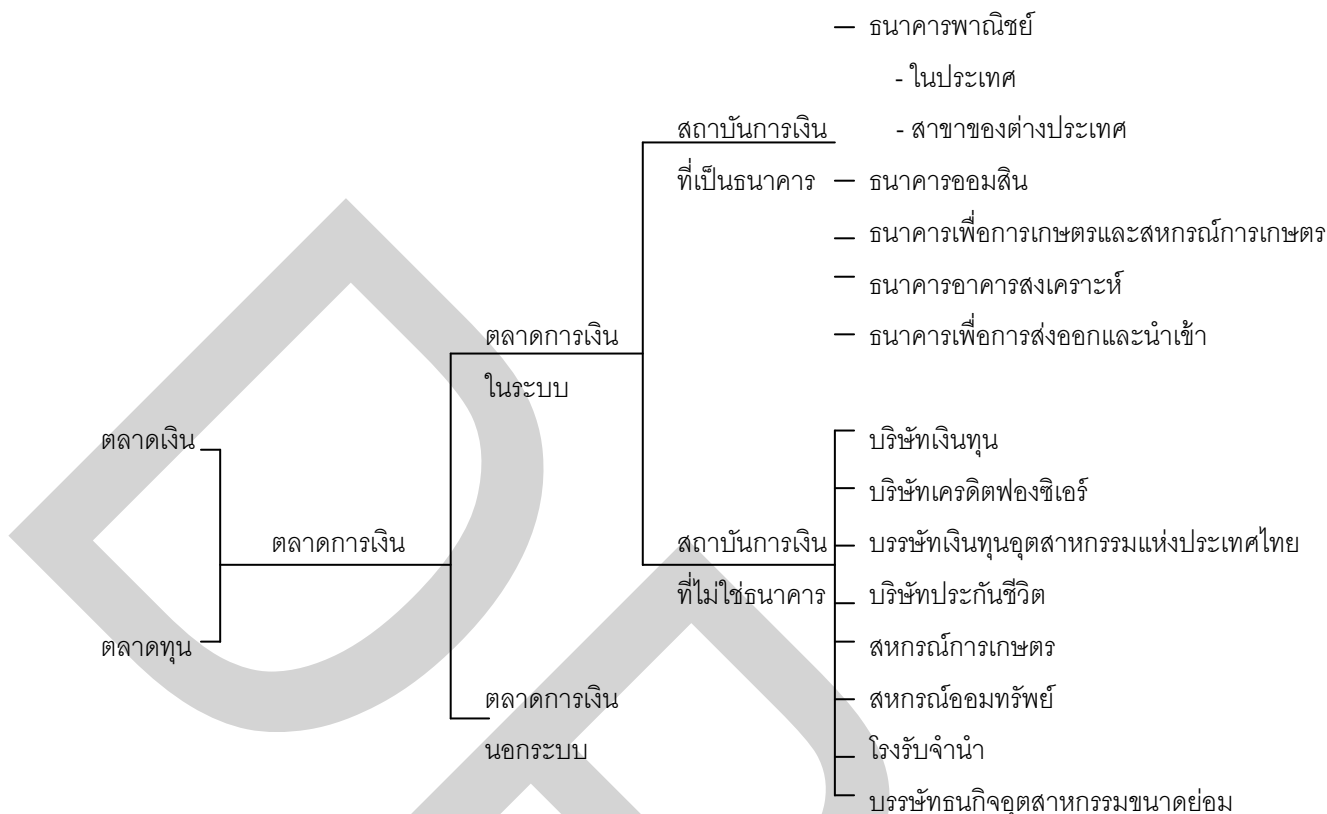 ธนาคารพาณิชย์
- ในประเทศ
สถาบันการเงิน
- สาขาของต่างประเทศ
ที่เป็นธนาคาร
ธนาคารออมสิน
ธนาคารเพื่อการเกษตรและสหกรณ์การเกษตร
ธนาคารอาคารสงเคราะห์
ตลาดการเงิน
ธนาคารเพื่อการส่งออกและนำเข้า
ในระบบ
ตลาดเงิน
บริษัทเงินทุน
บริษัทเครดิตฟองซิเอร์
ตลาดการเงิน
สถาบันการเงิน
บรรษัทเงินทุนอุตสาหกรรมแห่งประเทศไทย
ที่ไม่ใช่ธนาคาร
บริษัทประกันชีวิต
ตลาดทุน
สหกรณ์การเกษตร
ตลาดการเงิน
สหกรณ์ออมทรัพย์
นอกระบบ
โรงรับจำนำ
บรรษัทธนกิจอุตสาหกรรมขนาดย่อม